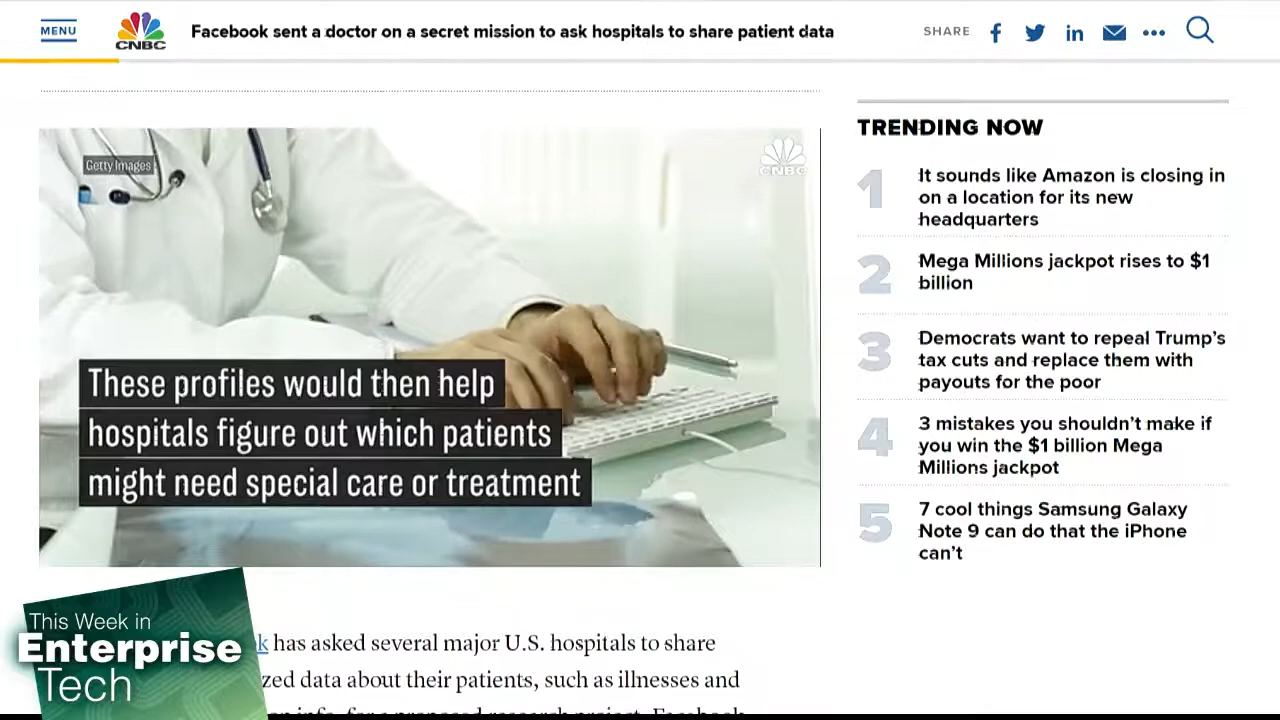 MENU
CNBC
Facebook sent a doctor on a secret mission to ask hospitals to share patient data
SHARE
TRENDING NOW
Getty Images
CNBC
These profiles would then help
hospitals figure out which patients
might need special care or treatment
1
It sounds like Amazon is closing in
on a location for its new
headquarters
2
Mega Millions jackpot rises to $1
billion
3
Democrats want to repeal Trump's
tax cuts and replace them with
payouts for the poor
4
3 mistakes you shouldn't make if
you win the $1 billion Mega
Millions jackpot
5
7 cool things Samsung Galaxy
Note 9 can do that the iPhone
can't
This Week in
Enterprise
Tech
k has asked several major U.S. hospitals to share
zed data about their patients, such as illnesses and